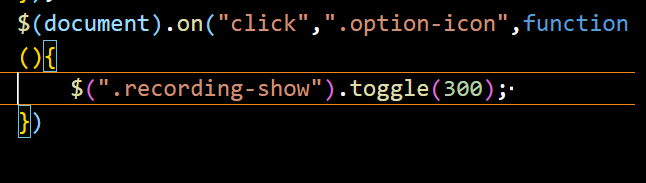 });
$(document).on("click",".option-icon",function
(){
$(".recording-show").toggle(300);
})